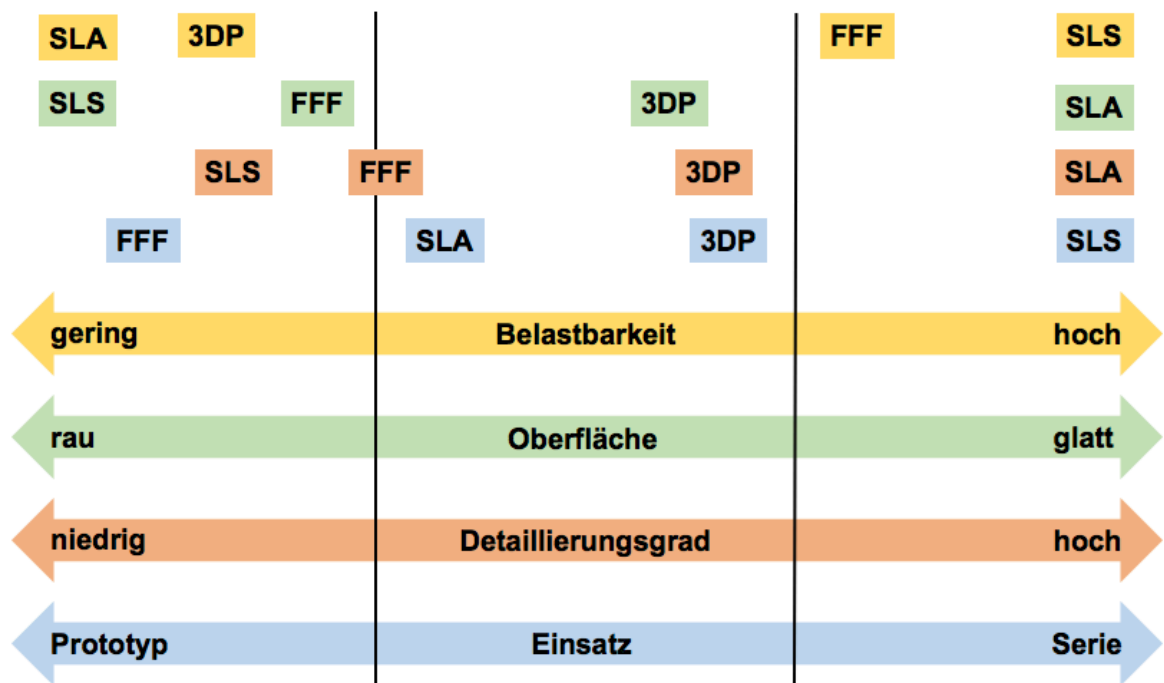 SLA 3DP FFF SLS
SLS FFF 3DP SLA
SLS FFF 3DP SLA
FFF SLA 3DP SLS
gering Belastbarkeit hoch
rau Oberfläche glatt
niedrig Detaillierungsgrad hoch
Prototyp Einsatz Serie